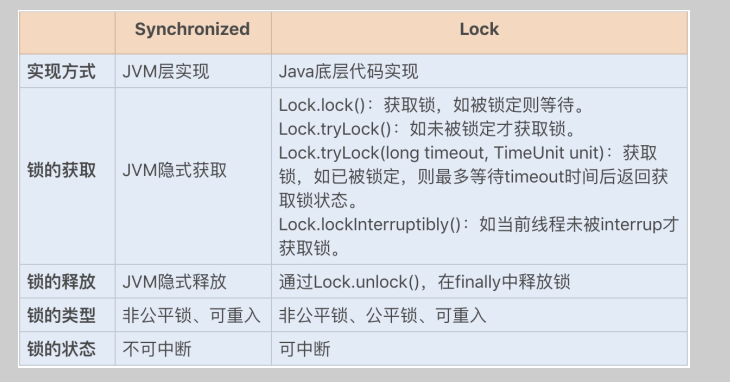 Synchronized Lock
实现方式 JVM层实现 Java底层代码实现
锁的获取 JVM隐式获取 Lock.lock()：获取锁，如被锁定则等待。
Lock.tryLock()：如未被锁定才获取锁。
Lock.tryLock(long timeout, TimeUnit unit)：获取
锁，如已被锁定，则最多等待timeout时间后返回获
取锁状态。
Lock.lockInterruptibly()：如当前线程未被interrup才
获取锁。
锁的释放 JVM隐式释放 通过Lock.unlock()，在finally中释放锁
锁的类型 非公平锁、可重入 非公平锁、公平锁、可重入
锁的状态 不可中断 可中断